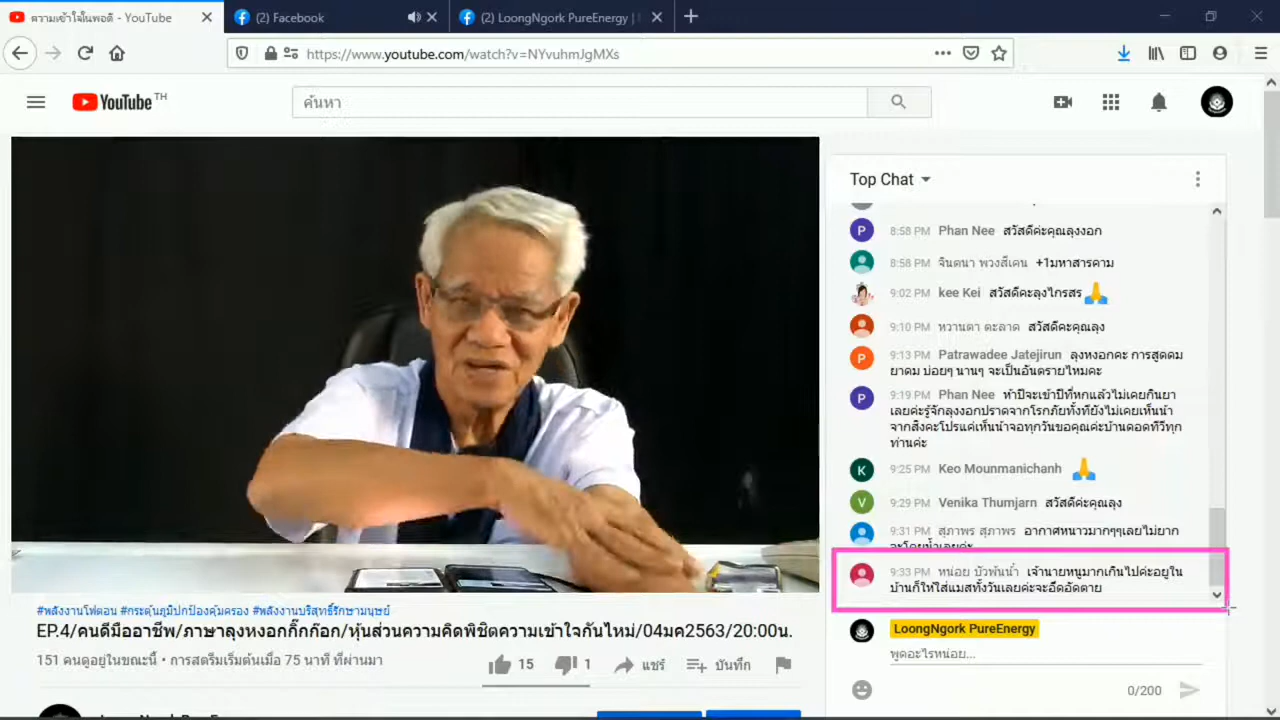 ความเข้าใจในพอดี - YouTube
(2) Facebook
(2) LoongNgork PureEnergy |
https://www.youtube.com/watch?v=NYvuhmJgMXs
YouTube TH
ค้นหา
Top Chat
8:58 PM Phan Nee สวัสดีค่ะคุณลุงงอก
8:58 PM จินตนา พวงส์เคน +1มหาสารคาม
9:02 PM kee Kei สวัสดีคะลุงไกรสร 🙏
9:10 PM หวานตา ตะลาด สวัสดีคะคุณลุง
9:13 PM Patrawadee Jatejirun ลุงหงอกคะ การสูดดม
ยาดม บ่อยๆ นานๆ จะเป็นอันตรายไหมคะ
9:19 PM Phan Nee ห้าปีจะเข้าปีที่หกแล้วไม่เคยกินยา
เลยค่ะรู้จักลุงงอกปราดจากโรกภัยทั้งที่ยังไม่เคยเห็นน้า
จากสิ่งคะโปรแค่เห็นน้าจอทุกวันขอคุณค่ะบ้านดอดทีวีทุก
ท่านค่ะ
9:25 PM Keo Mounmanichanh 🙏
9:29 PM Venika Thumjarn สวัสดีค่ะคุณลุง
9:31 PM สุภาพร สุภาพร อากาศหนาวมากๆๆเลยไม่ยาก
จะโดยน้ำเลยค่ะ
9:33 PM หน่อย บัวพันน้ำ เจ้านายหนูมากเกินไปค่ะอยู่ใน
บ้านก็ให้ใส่แมสทั้งวันเลยค่ะจะอึดอัดตาย
LoongNgork PureEnergy
พูดอะไรหน่อย...
0/200
#พลังงานโฟตอน #กระตุ้นภูมิปกป้องคุ้มครอง #พลังงานบริสุทธิ์รักษามนุษย์
EP.4/คนดีมืออาชีพ/ภาษาลุงหงอกกิ๊กก๊อก/หุ้นส่วนความคิดพิชิตความเข้าใจกันไหม่/04มค2563/20:00น.
151 คนดูอยู่ในขณะนี้ • การสตรีมเริ่มต้นเมื่อ 75 นาที ที่ผ่านมา
15 1 แชร์ บันทึก